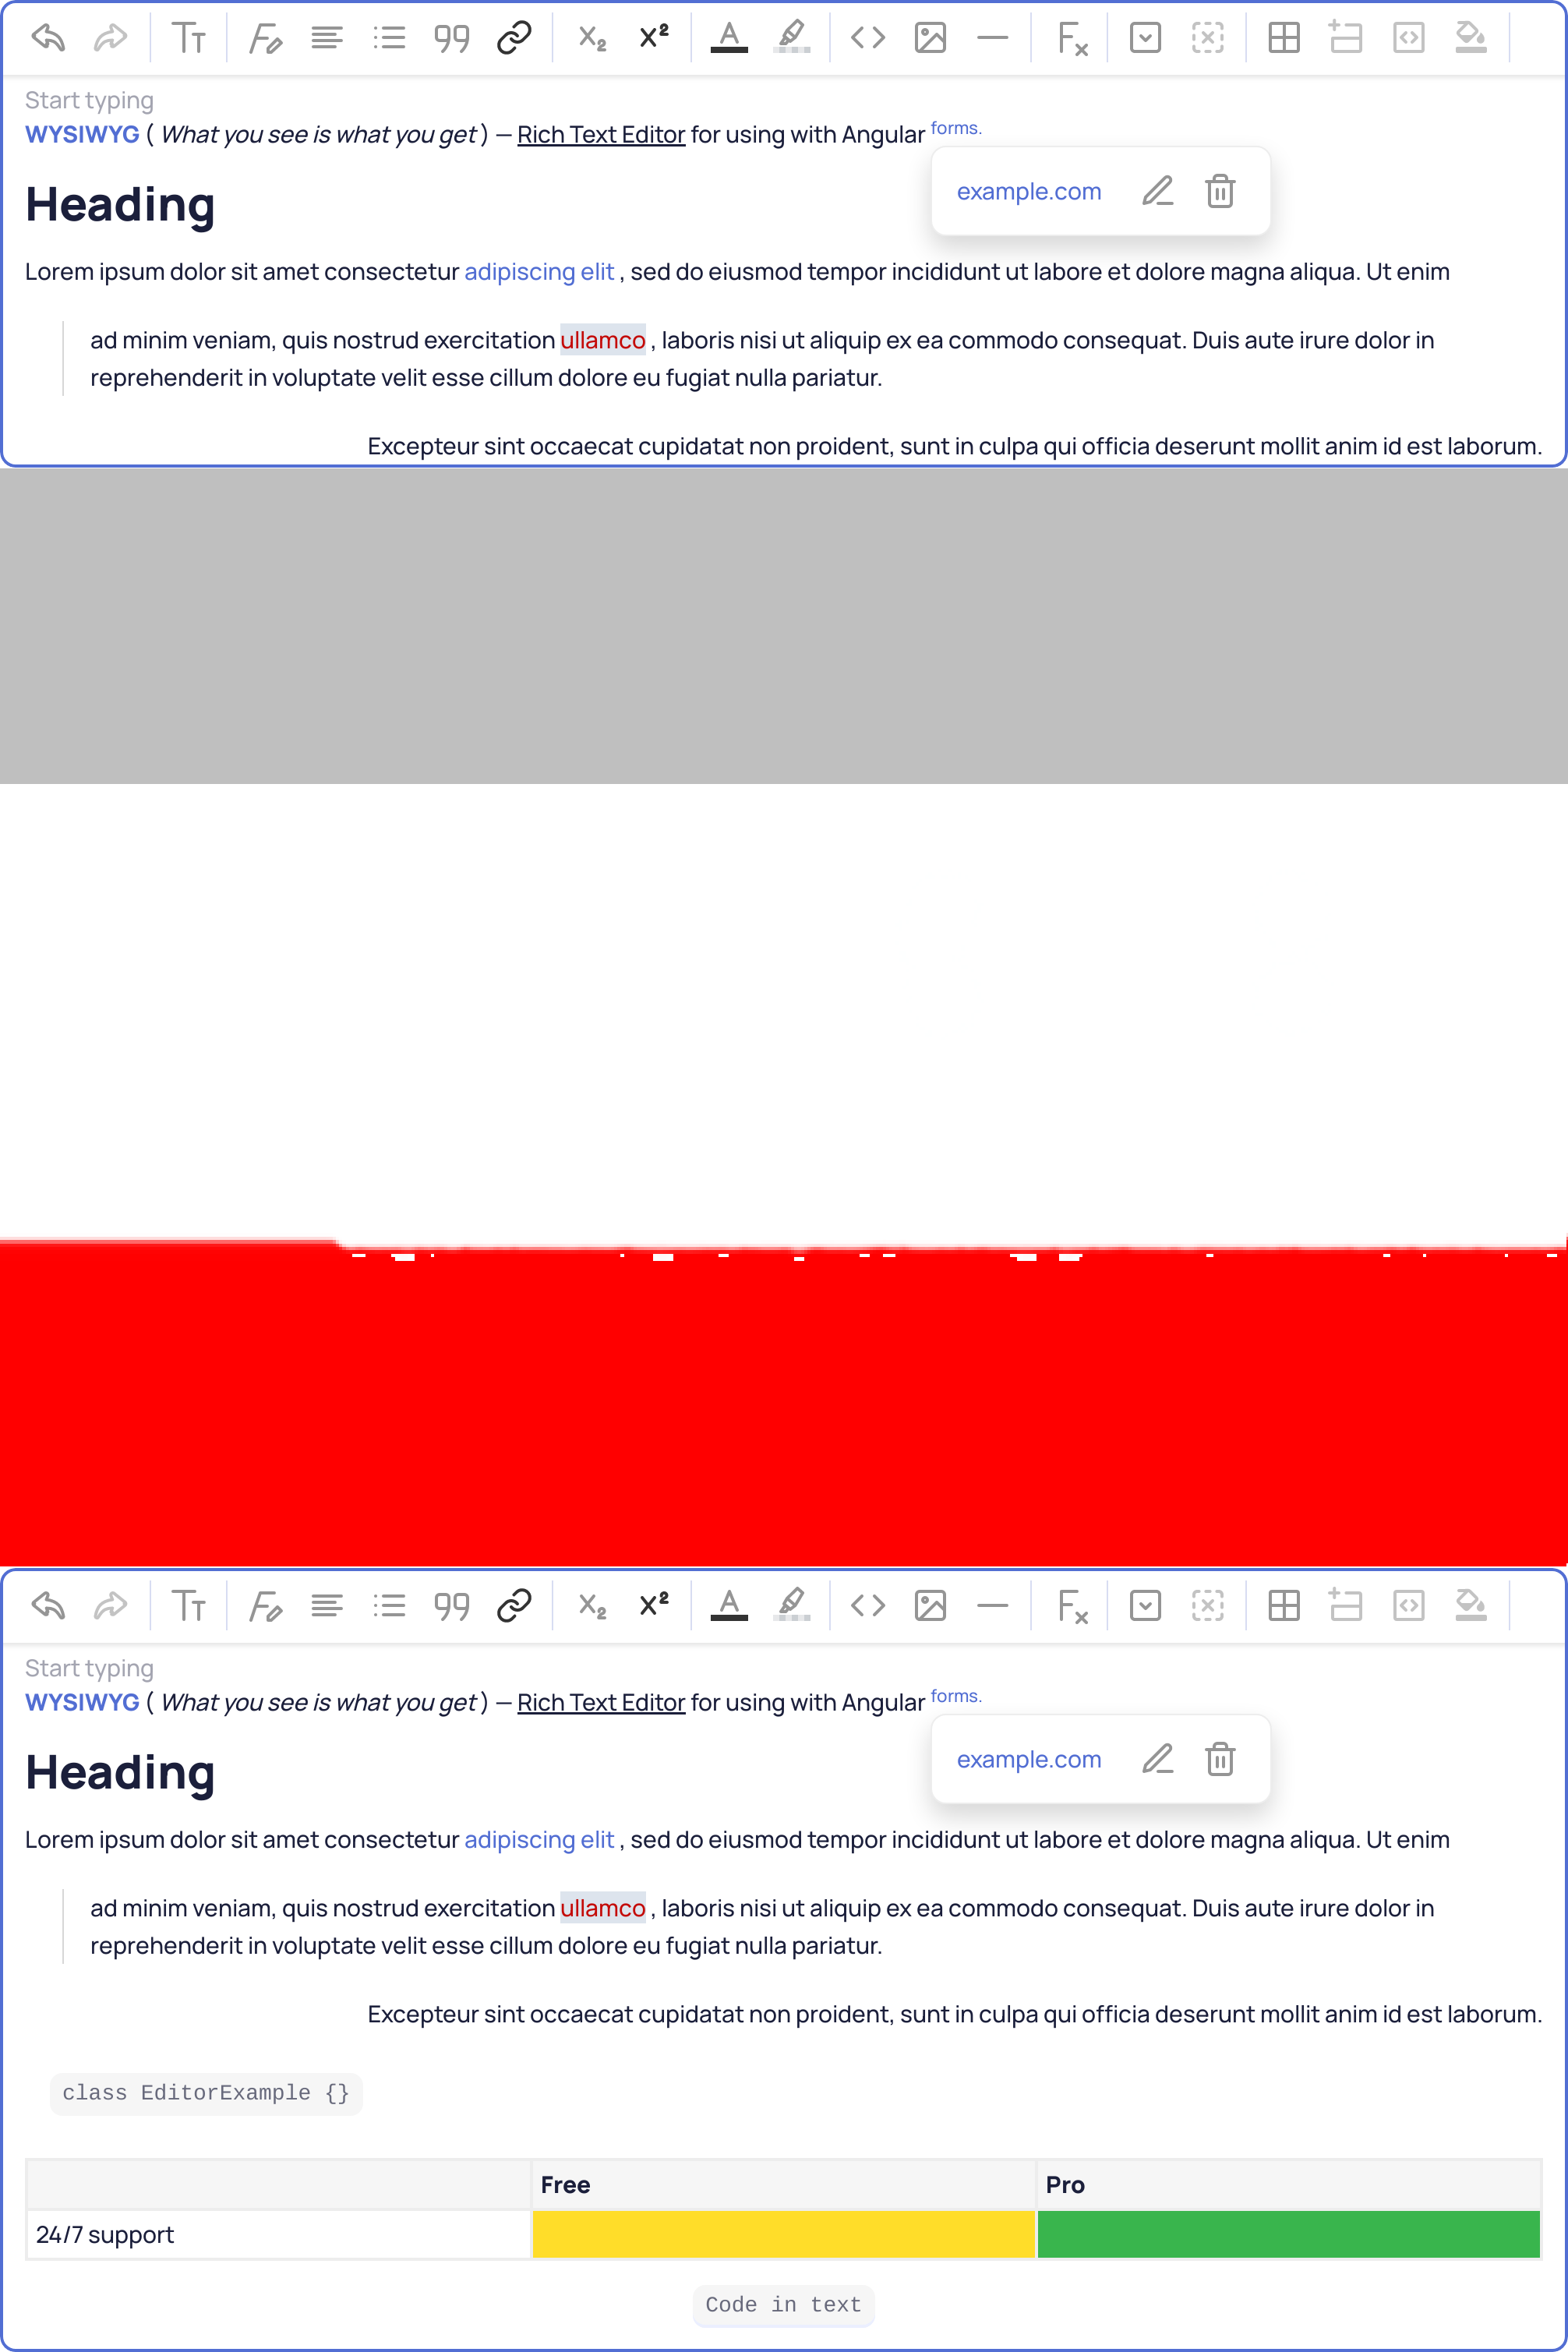 Start typing
WYSIWYG ( What you see is what you get ) — Rich Text Editor for using with Angular forms.
example.com
Heading
Lorem ipsum dolor sit amet consectetur adipiscing elit , sed do eiusmod tempor incididunt ut labore et dolore magna aliqua. Ut enim
ad minim veniam, quis nostrud exercitation ullamco , laboris nisi ut aliquip ex ea commodo consequat. Duis aute irure dolor in
reprehenderit in voluptate velit esse cillum dolore eu fugiat nulla pariatur.
Excepteur sint occaecat cupidatat non proident, sunt in culpa qui officia deserunt mollit anim id est laborum.
Start typing
WYSIWYG ( What you see is what you get ) — Rich Text Editor for using with Angular forms.
example.com
Heading
Lorem ipsum dolor sit amet consectetur adipiscing elit , sed do eiusmod tempor incididunt ut labore et dolore magna aliqua. Ut enim
ad minim veniam, quis nostrud exercitation ullamco , laboris nisi ut aliquip ex ea commodo consequat. Duis aute irure dolor in
reprehenderit in voluptate velit esse cillum dolore eu fugiat nulla pariatur.
Excepteur sint occaecat cupidatat non proident, sunt in culpa qui officia deserunt mollit anim id est laborum.
class EditorExample {}
Free Pro
24/7 support
Code in text